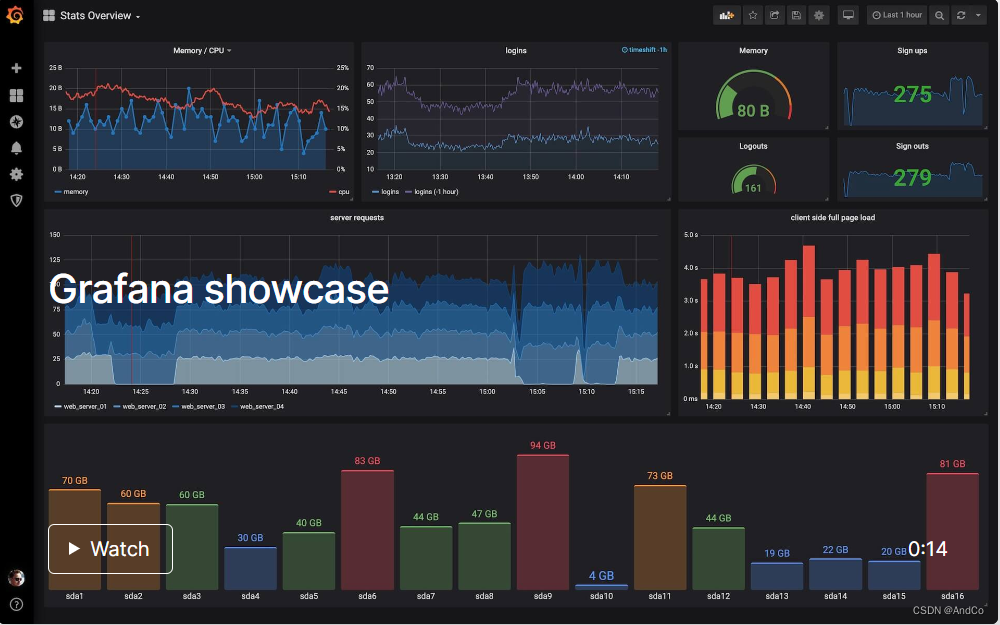 Stats Overview
Last 1 hour
Memory / CPU
25 B
20 B
15 B
10 B
5 B
0 B
25%
20%
15%
10%
5%
0%
14:20 14:30 14:40 14:50 15:00 15:10
memory
cpu
logins
timeshift -1h
70
60
50
40
30
20
10
13:20 13:30 13:40 13:50 14:00 14:10
logins logins (-1 hour)
Memory
80 B
Sign ups
275
Logouts
161
Sign outs
279
server requests
150
125
100
75
50
25
0
14:20 14:25 14:30 14:35 14:40 14:45 14:50 14:55 15:00 15:05 15:10 15:15
web_server_01 web_server_02 web_server_03 web_server_04
Grafana showcase
client side full page load
5.0 s
4.0 s
3.0 s
2.0 s
1.0 s
0 ms
14:20 14:30 14:40 14:50 15:00 15:10
70 GB 60 GB 60 GB 30 GB 40 GB 83 GB 44 GB 47 GB 94 GB 4 GB 73 GB 44 GB 19 GB 22 GB 20 GB 81 GB
Watch
0:14
sda1 sda2 sda3 sda4 sda5 sda6 sda7 sda8 sda9 sda10 sda11 sda12 sda13 sda14 sda15 sda16
CSDN @AndCo